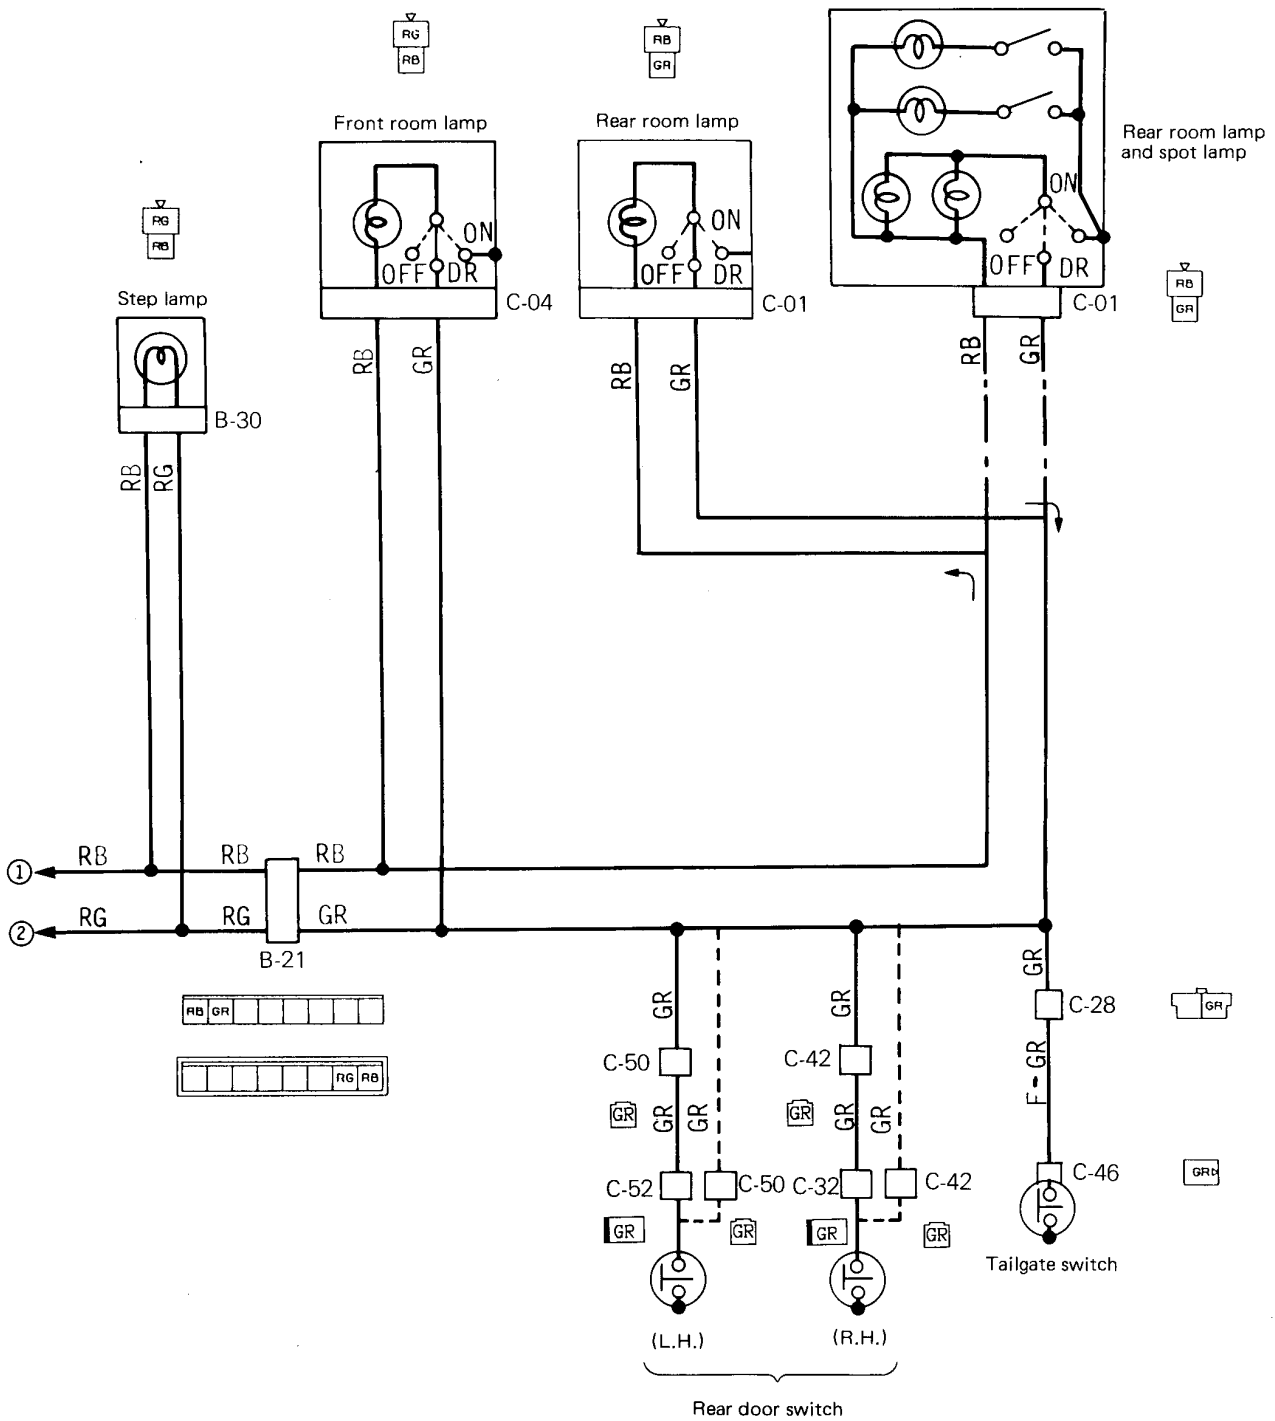 RG
RB
RB
GR
Rear room lamp
and spot lamp
ON
OFF
DR
C-01
RB
GR
Front room lamp
ON
OFF
DR
C-04
Rear room lamp
ON
OFF
DR
C-01
RG
RB
Step lamp
B-30
RB
RG
RB
GR
RB
GR
RB
GR
1
RB
RB
RB
2
RG
RG
GR
B-21
RB GR
RG RB
GR
C-50
GR
GR
GR
C-52
C-50
GR
GR
(L.H.)
GR
C-42
GR
GR
GR
C-32
C-42
GR
GR
(R.H.)
Rear door switch
GR
C-28
GR
F-GR
C-46
GR
Tailgate switch